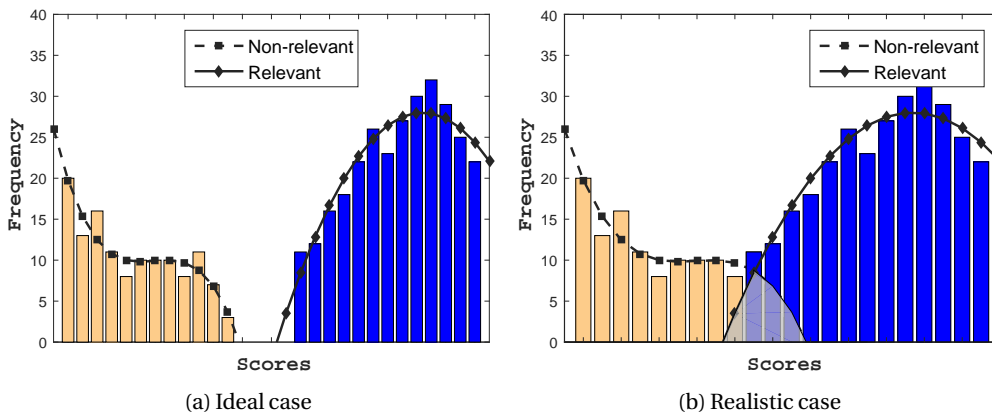 40
35
30
25
20
15
10
5
0
Frequency
Non-relevant
Relevant
Scores
(a) Ideal case
40
35
30
25
20
15
10
5
0
Frequency
Non-relevant
Relevant
Scores
(b) Realistic case